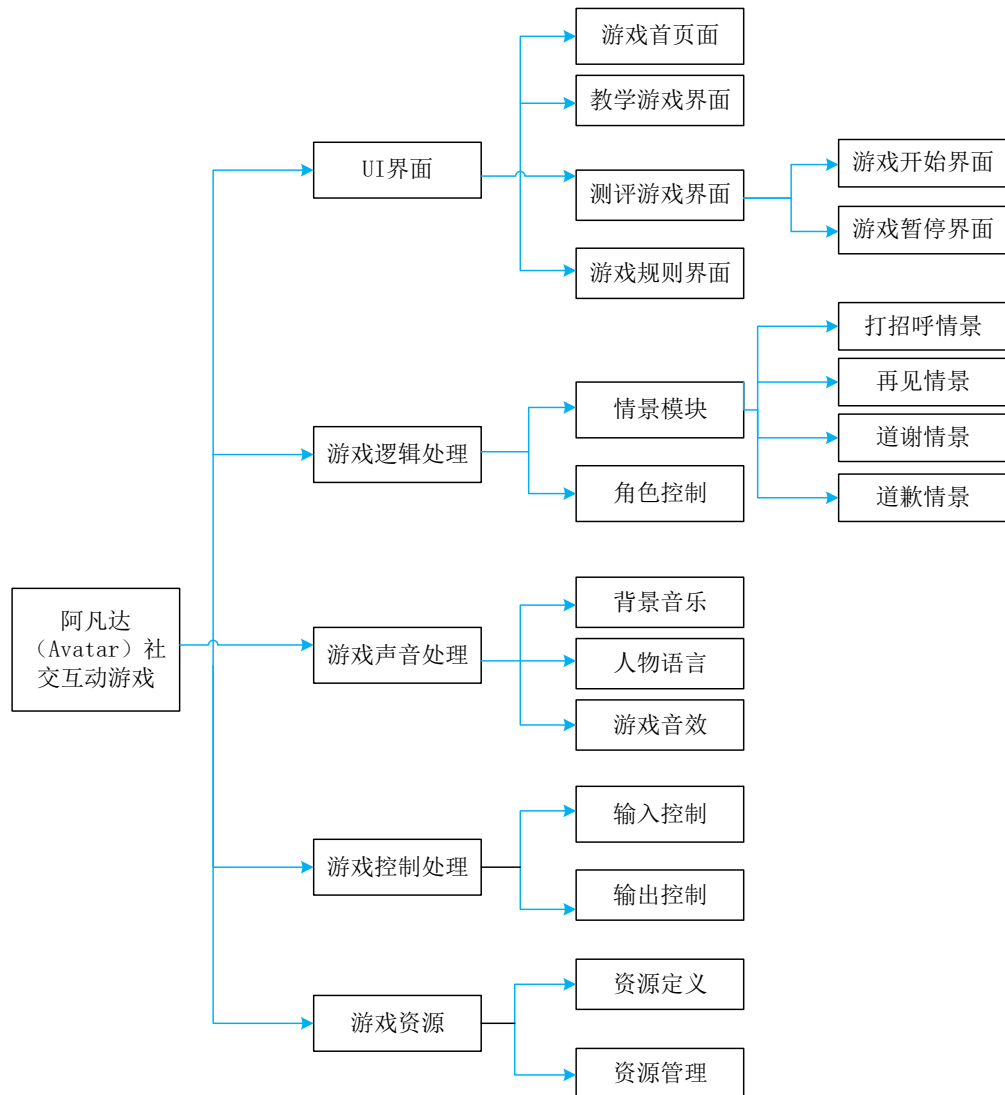 游戏首页面
教学游戏界面
UI界面
测评游戏界面
游戏开始界面
游戏暂停界面
游戏规则界面
打招呼情景
再见情景
情景模块
道谢情景
游戏逻辑处理
角色控制
道歉情景
阿凡达
（Avatar）社
交互动游戏
背景音乐
游戏声音处理
人物语言
游戏音效
输入控制
游戏控制处理
输出控制
资源定义
游戏资源
资源管理